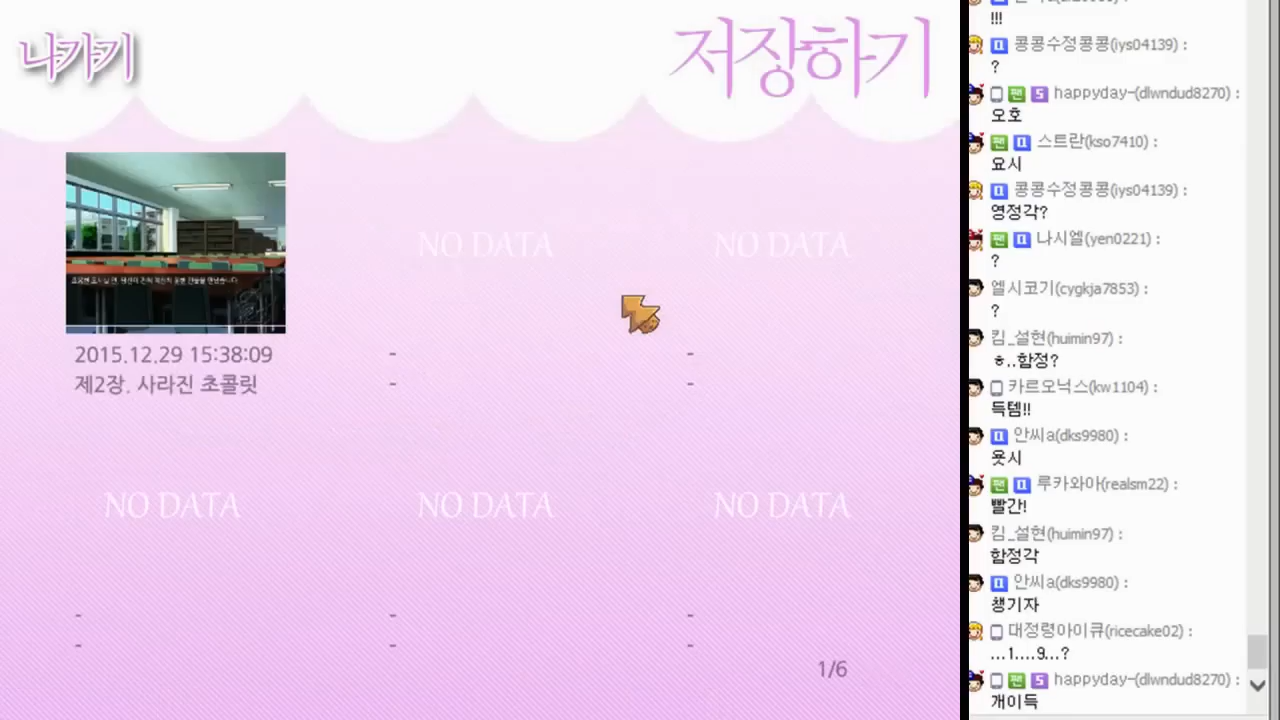 나가기
저장하기
NO DATA
NO DATA
2015.12.29 15:38:09
제2장. 사라진 초콜릿
-
-
-
-
NO DATA
NO DATA
NO DATA
-
-
-
-
-
-
1/6
!!!
콩콩수정콩콩(iys04139) :
?
팬 S happyday-(dlwndud8270) :
오호
팬 스트란(kso7410) :
요시
콩콩수정콩콩(iys04139) :
영정각?
팬 나시엘(yen0221) :
?
엘시코기(cygkja7853) :
?
킴_설현(huimin97) :
ㅎ..함정?
카르오닉스(kw1104) :
득템!!
안씨a(dks9980) :
욧시
팬 루카와아(realsm22) :
빨간!
킴_설현(huimin97) :
함정각
안씨a(dks9980) :
챙기자
대정령아이큐(ricecake02) :
...1....9...?
팬 S happyday-(dlwndud8270) :
개이득